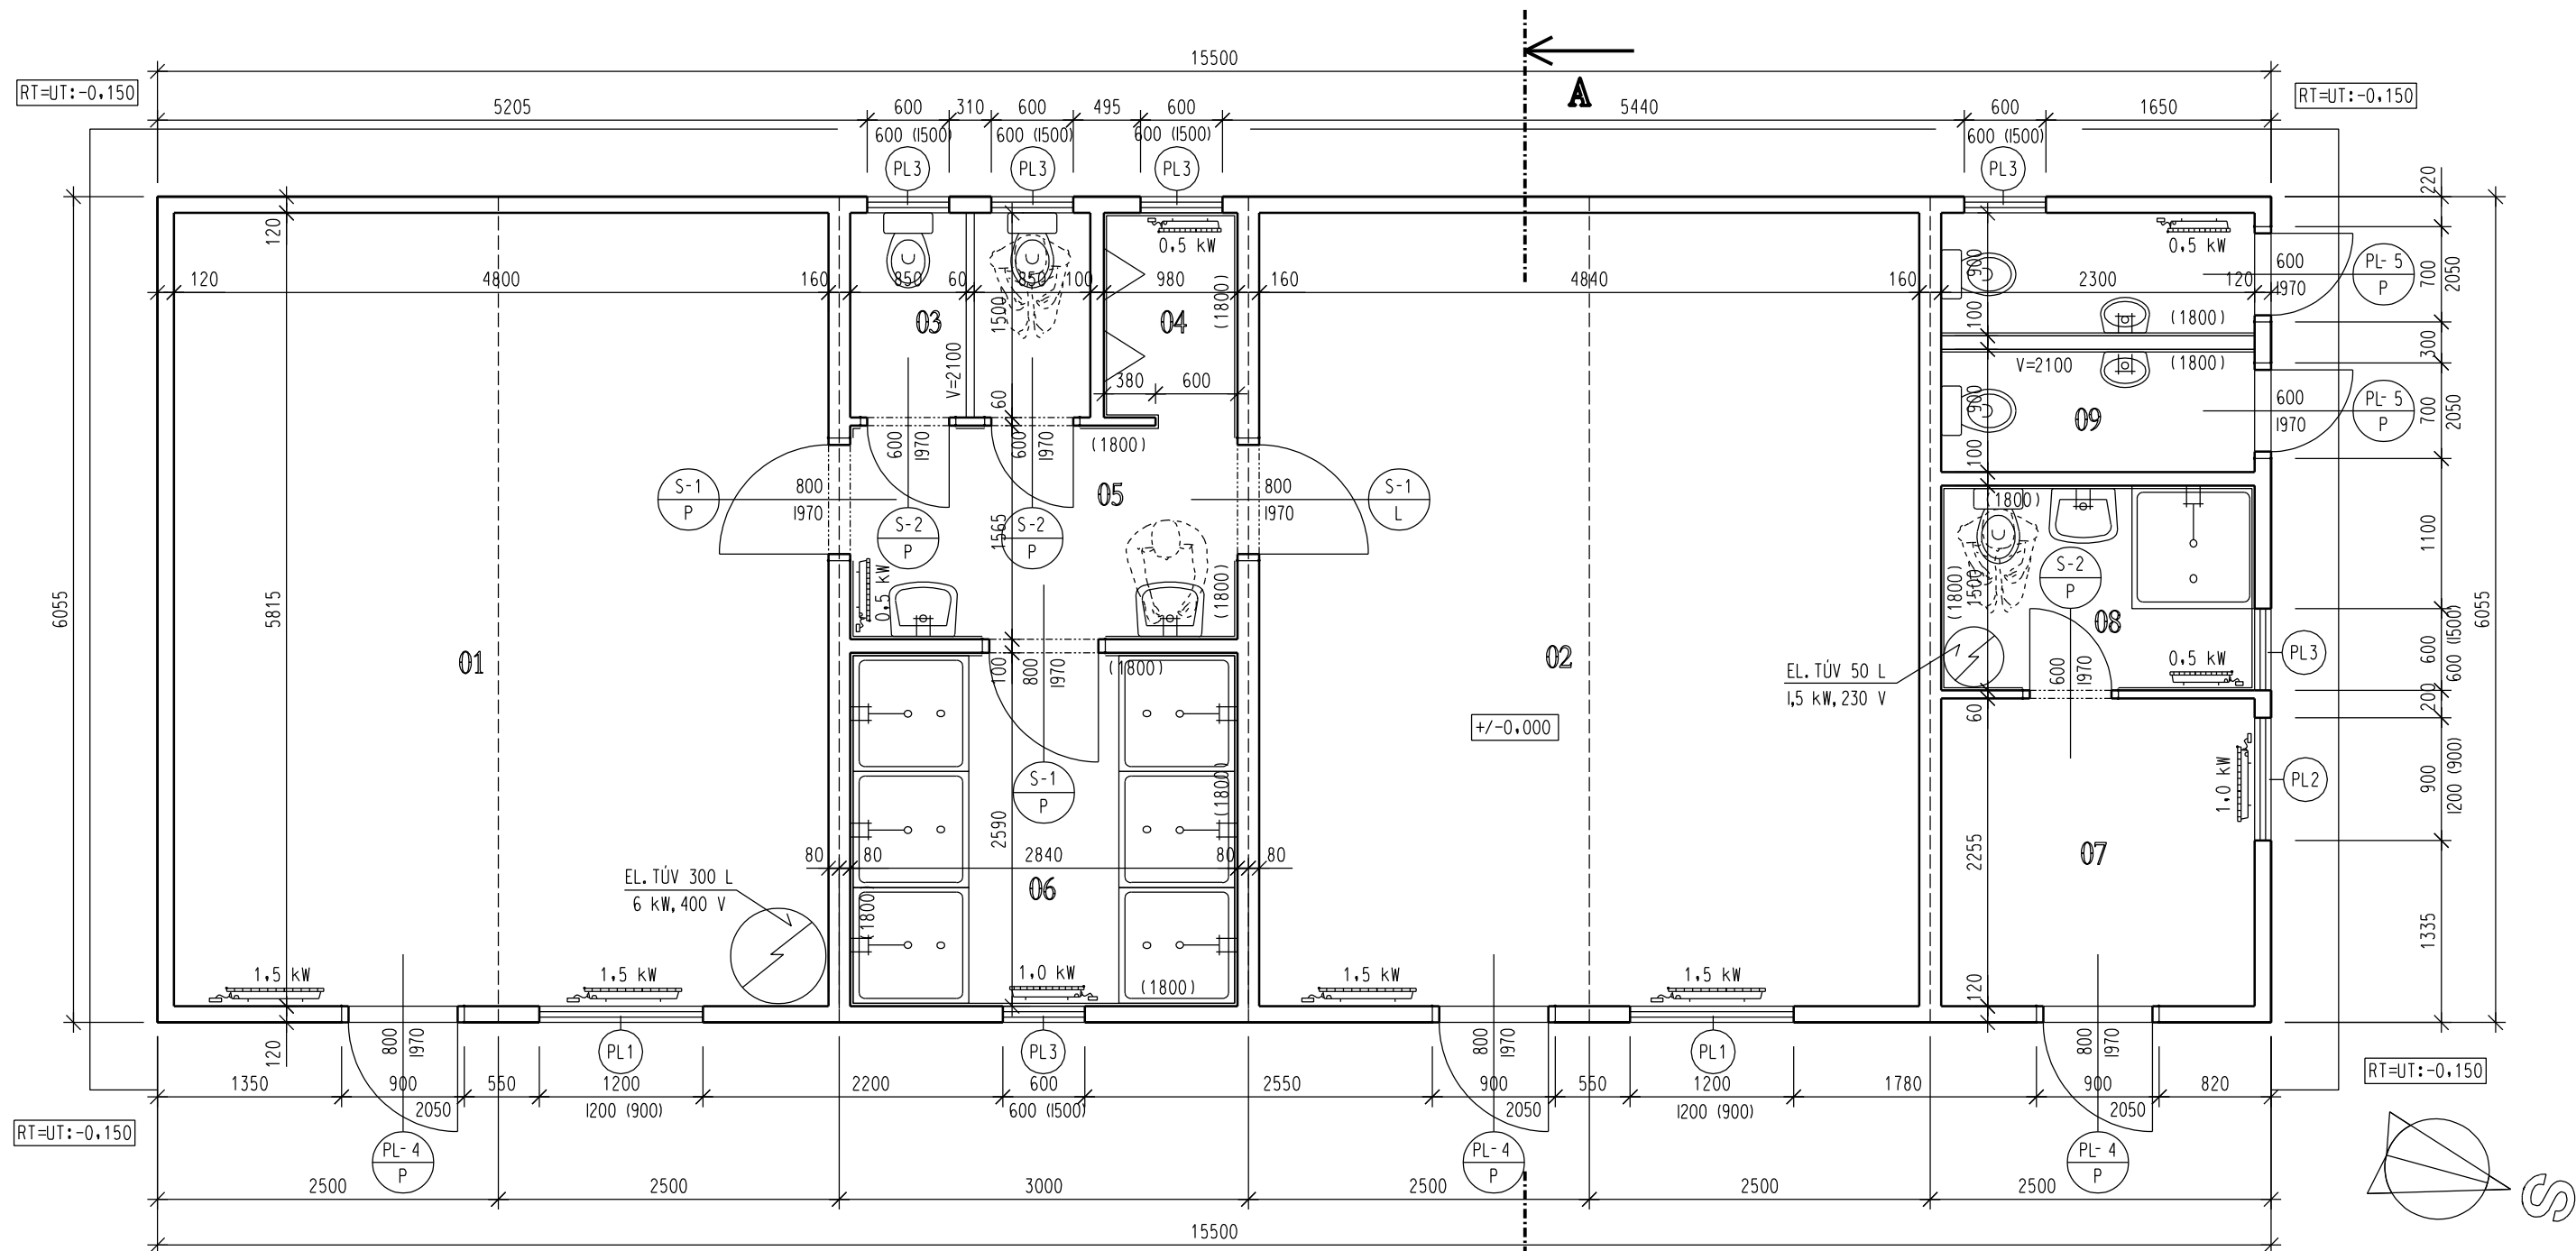 15500
A
RT=UT:-0,150
RT=UT:-0,150
5205
600
310
600
495
600
5440
600
1650
600 (1500)
600 (1500)
600 (1500)
600 (1500)
PL3
PL3
PL3
PL3
220
120
0,5 kW
0,5 kW
120
4800
160
850
60
850
100
980
160
4840
160
2300
120
600
1970
PL-5
P
700
2050
900
100
03
1500
04
(1800)
(1800)
V=2100
V=2100
(1800)
300
380
600
60
900
09
600
1970
PL-5
P
700
2050
100
600
1970
600
1970
(1800)
S-1
P
800
1970
05
800
1970
S-1
L
S-2
P
S-2
P
1565
(1800)
1100
S-2
P
0,5 kW
(1800)
(1800)
1500
08
6055
5815
01
02
100
800
1970
(1800)
EL. TÚV 50 L
1,5 kW, 230 V
600
1970
0,5 kW
PL3
600
600 (1500)
6055
200
60
+/-0,000
S-1
P
(1800)
1,0 kW
PL2
900
1200 (900)
2590
80
80
2840
80
80
2255
07
EL. TÚV 300 L
6 kW, 400 V
06
(1800)
1335
1,5 kW
1,5 kW
1,0 kW
(1800)
1,5 kW
1,5 kW
120
120
800
1970
PL1
PL3
800
1970
PL1
800
1970
RT=UT:-0,150
1350
900
550
1200
2200
600
2550
900
550
1200
1780
900
820
2050
1200 (900)
600 (1500)
2050
1200 (900)
2050
RT=UT:-0,150
PL-4
P
PL-4
P
PL-4
P
2500
2500
3000
2500
2500
2500
S
15500